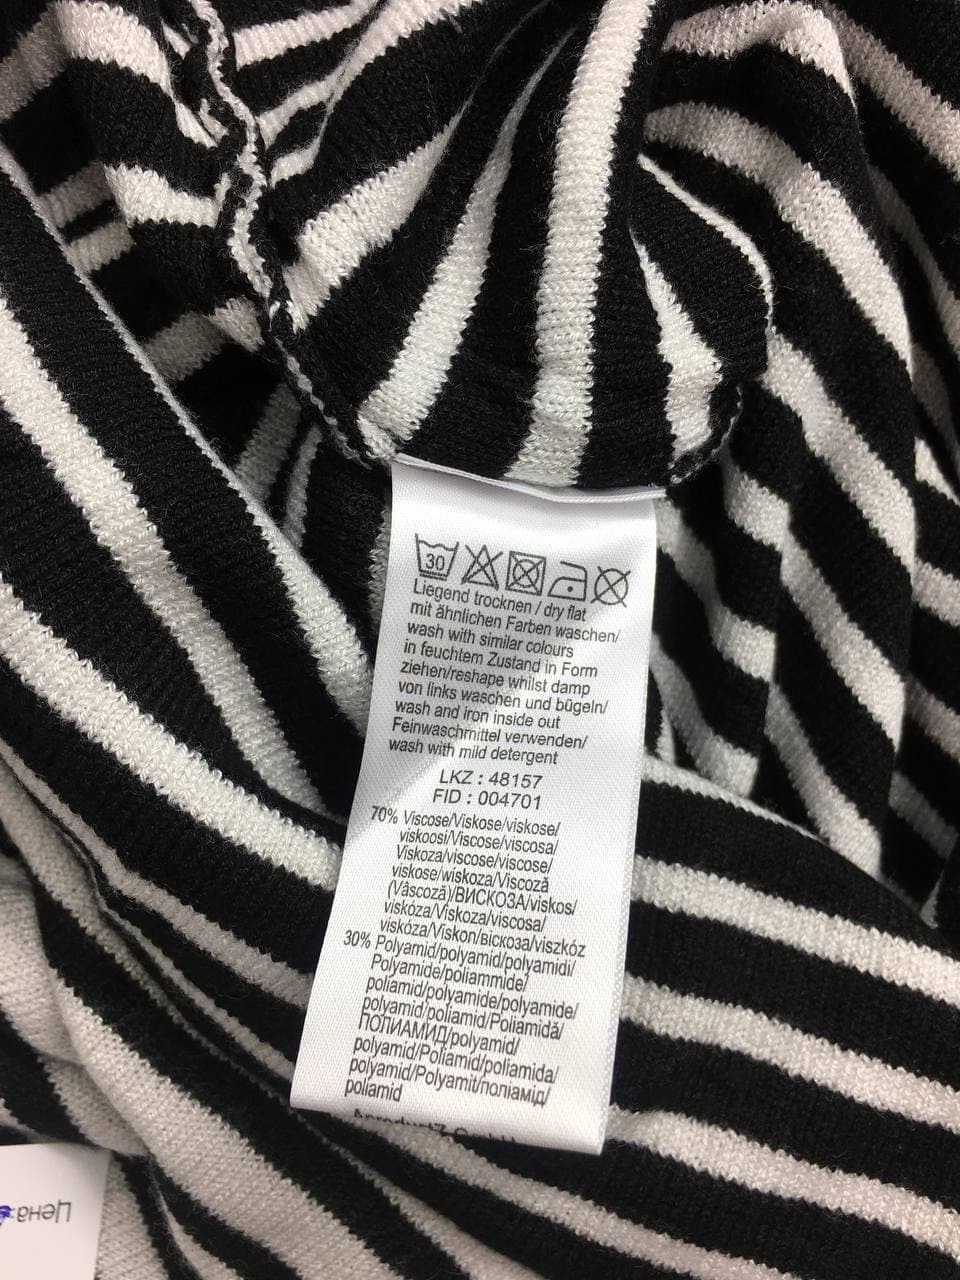 30
Liegend trocknen / dry flat
mit ähnlichen Farben waschen/
wash with similar colours
in feuchtem Zustand in Form
ziehen/reshape whilst damp
von links waschen und bügeln/
wash and iron inside out
Feinwaschmittel verwenden/
wash with mild detergent
LKZ : 48157
FID : 004701
70% Viscose/Viskose/viskose/
viskoosi/Viscose/viscosa/
Viskoza/viscose/viscose/
viskose/wiskoza/Viscoză
(Vâscoză)/ВИСКОЗА/viskos/
viskóza/Viskoza/viscosa/
viskóza/Viskon/віскоза/viszkóz
30% Polyamid/polyamid/polyamidi/
Polyamide/poliammide/
poliamid/polyamide/polyamide/
polyamid/poliamid/Poliamidă/
ПОЛИАМИД/polyamid/
polyamid/Poliamid/poliamida/
polyamid/Polyamit/поліамід/
poliamid
Цена: